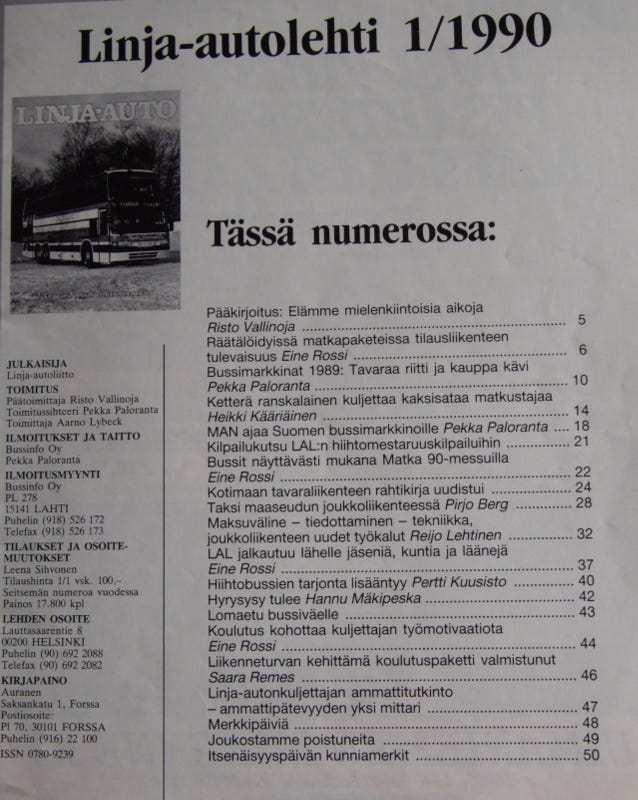 Linja-autolehti 1/1990
LINJA-AUTO
Tässä numerossa:
Pääkirjoitus: Elämme mielenkiintoisia aikoja
Risto Vallinoja ........ 5
Räätälöidyissä matkapaketeissa tilausliikenteen
tulevaisuus Eine Rossi ........ 6
Bussimarkkinat 1989: Tavaraa riitti ja kauppa kävi
Pekka Paloranta ........ 10
Ketterä ranskalainen kuljettaa kaksisataa matkustajaa
Heikki Kääriäinen ........ 14
MAN ajaa Suomen bussimarkkinoille Pekka Paloranta .... 18
Kilpailukutsu LAL:n hiihtomestaruuskilpailuihin ........ 21
Bussit näyttävästi mukana Matka 90-messuilla
Eine Rossi ........ 22
Kotimaan tavaraliikenteen rahtikirja uudistui ........ 24
Taksi maaseudun joukkoliikenteessä Pirjo Berg ........ 28
Maksuväline – tiedottaminen – tekniikka,
joukkoliikenteen uudet työkalut Reijo Lehtinen ........ 32
LAL jalkautuu lähelle jäseniä, kuntia ja läänejä
Eine Rossi ........ 37
Hiihtobussien tarjonta lisääntyy Pertti Kuusisto ........ 40
Hyrysysy tulee Hannu Mäkipeska ........ 42
Lomaetu bussiväelle ........ 43
Koulutus kohottaa kuljettajan työmotivaatiota
Eine Rossi ........ 44
Liikenneturvan kehittämä koulutuspaketti valmistunut
Saara Remes ........ 46
Linja-autonkuljettajan ammattitutkinto
– ammattipätevyyden yksi mittari ........ 47
Merkkipäiviä ........ 48
Joukostamme poistuneita ........ 49
Itsenäisyyspäivän kunniamerkit ........ 50
JULKAISIJA
Linja-autoliitto
TOIMITUS
Päätoimittaja Risto Vallinoja
Toimitussihteeri Pekka Paloranta
Toimittaja Aarno Lybeck
ILMOITUKSET JA TAITTO
Bussinfo Oy
Pekka Paloranta
ILMOITUSMYYNTI
Bussinfo Oy
PL 278
15141 LAHTI
Puhelin (918) 526 172
Telefax (918) 526 173
TILAUKSET JA OSOITE-
MUUTOKSET
Leena Sihvonen
Tilaushinta 1/1 vsk. 100,–
Seitsemän numeroa vuodessa
Painos 17.800 kpl
LEHDEN OSOITE
Lauttasaarentie 8
00200 HELSINKI
Puhelin (90) 692 2088
Telefax (90) 692 2082
KIRJAPAINO
Auranen
Saksankatu 1, Forssa
Postiosoite:
Pl 70, 30101 FORSSA
Puhelin (916) 22 100
ISSN 0780-9239